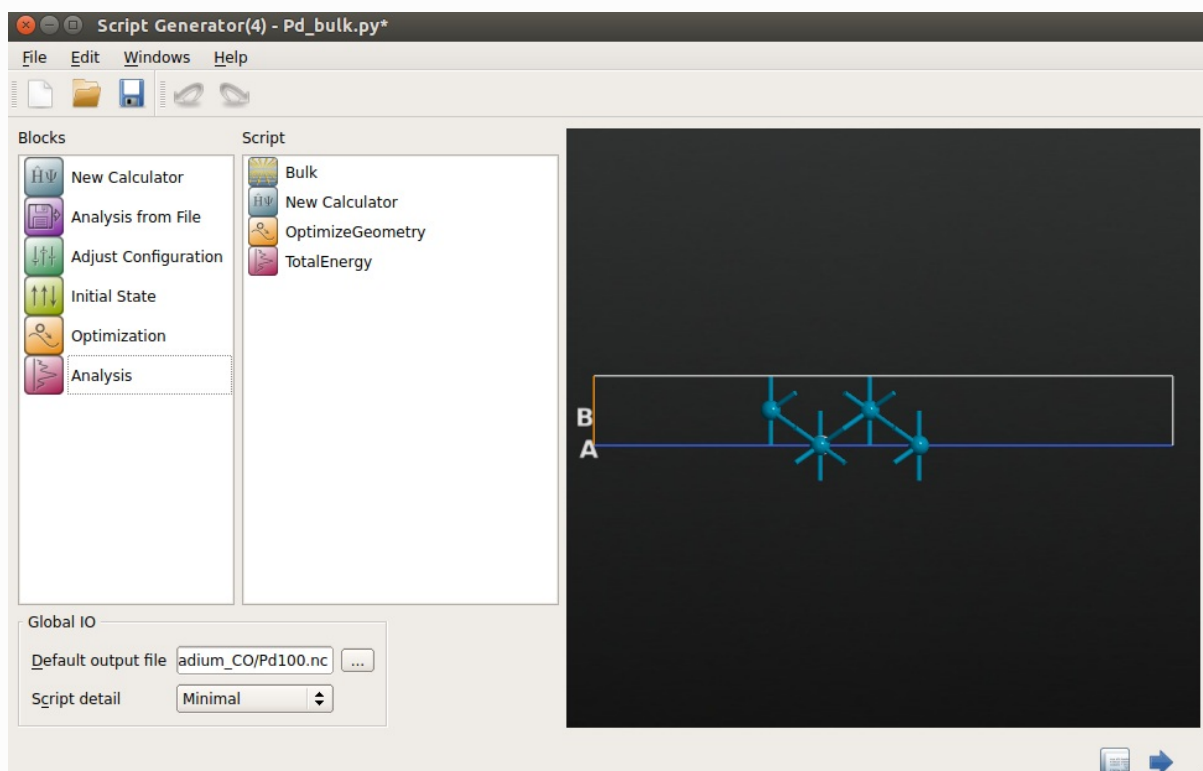 Script Generator(4) - Pd_bulk.py*
File Edit Windows Help
Blocks
ĤΨ New Calculator
Analysis from File
Adjust Configuration
Initial State
Optimization
Analysis
Script
Bulk
ĤΨ New Calculator
OptimizeGeometry
TotalEnergy
B
A
Global IO
Default output file adium_CO/Pd100.nc ...
Script detail Minimal